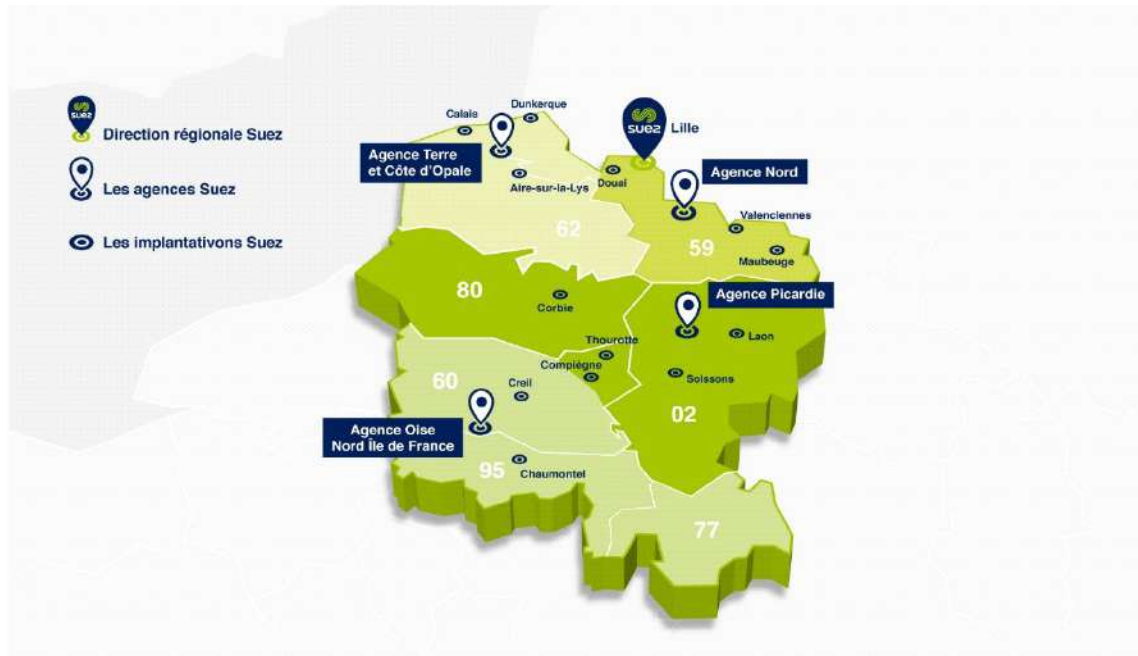 suez
Direction régionale Suez
Les agences Suez
Les implantativons Suez
Calais
Dunkerque
suez
Lille
Agence Terre
et Côte d'Opale
Aire-sur-la-Lys
Douai
Agence Nord
Valenciennes
62
59
Maubeuge
80
Corbie
Agence Picardie
Thourotte
Laon
Compiègne
60
Creil
Soissons
Agence Oise
Nord Île de France
02
95
Chaumontel
77